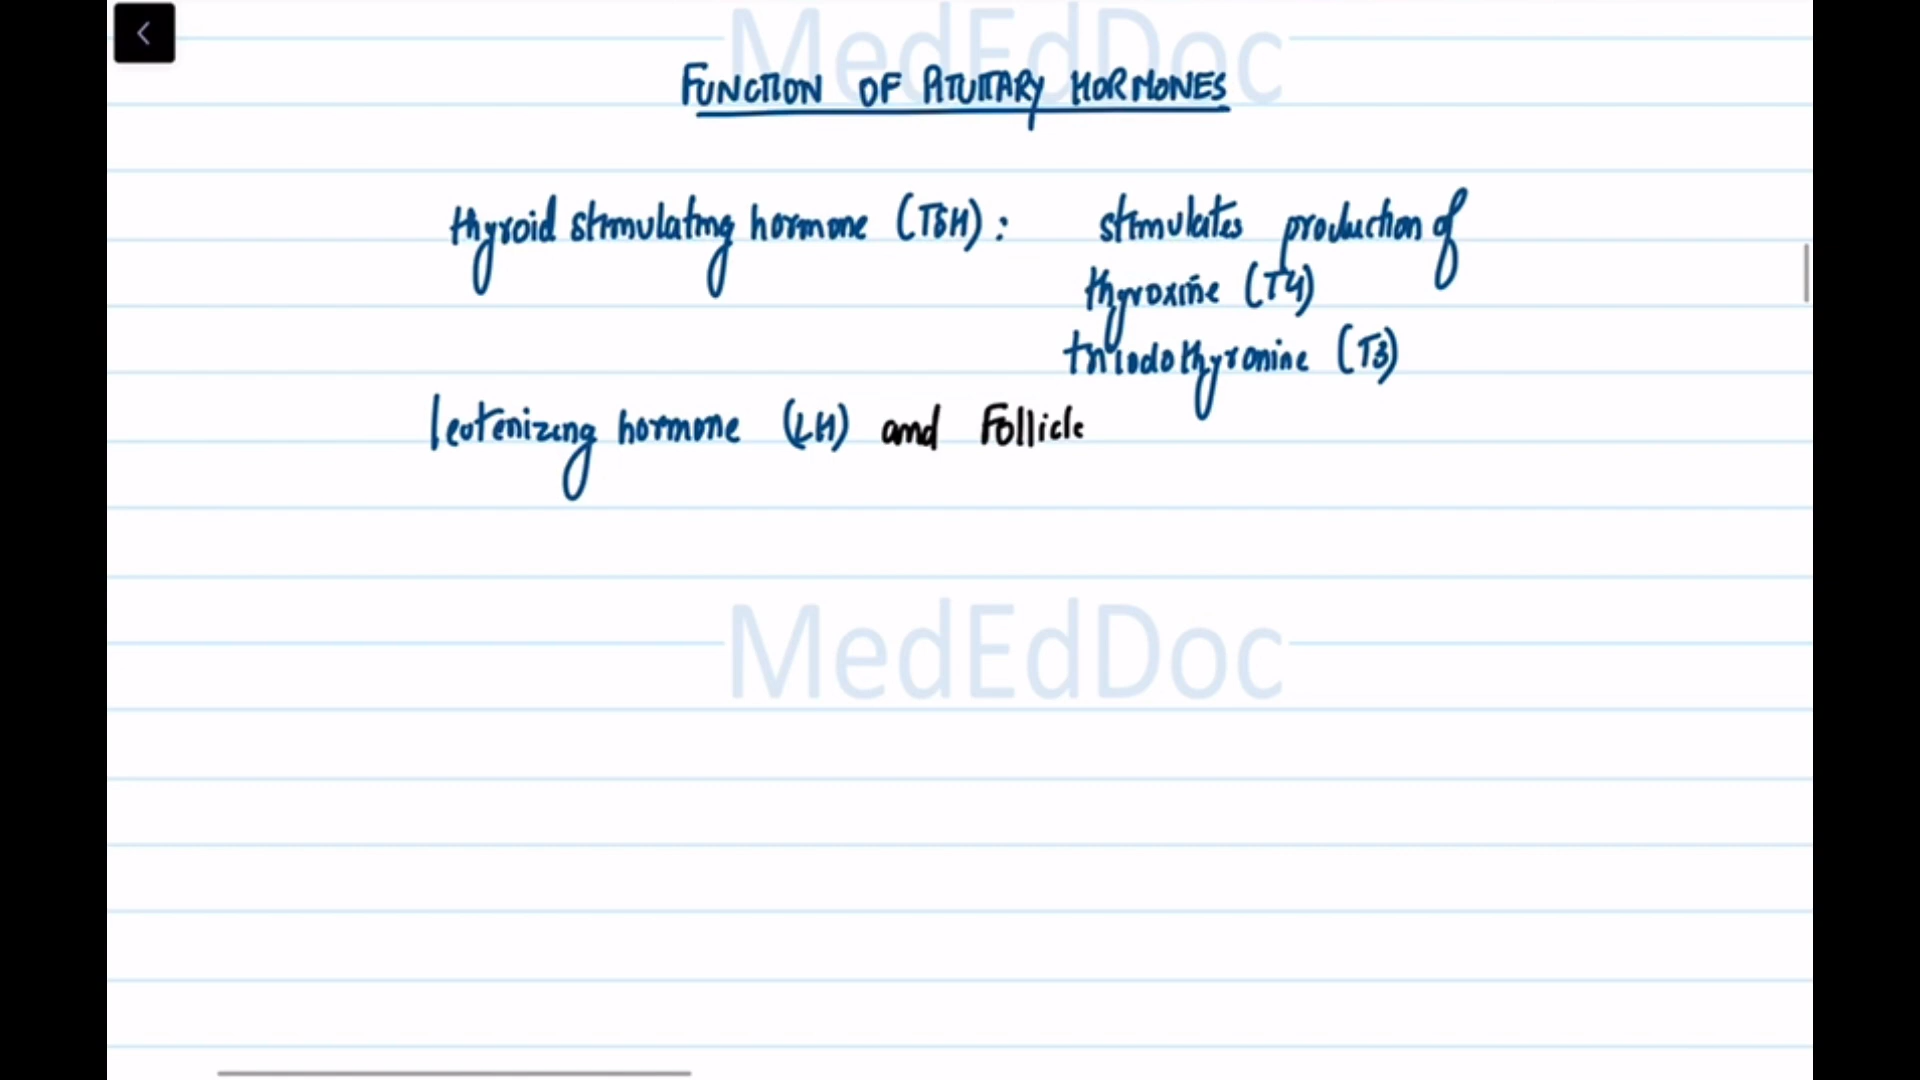 MedEdDoc
FUNCTION OF PITUITARY HORMONES
thyroid stimulating hormone (TSH): stimulates production of
thyroxine (T4)
triiodothyronine (T3)
leutenizing hormone (LH) and Follicle
MedEdDoc